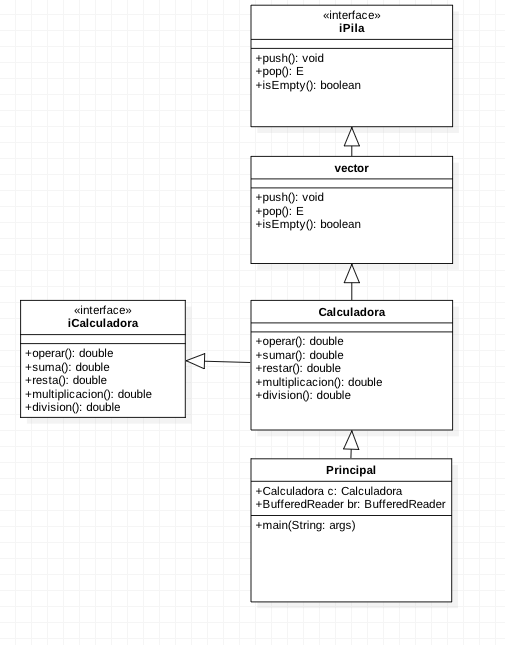 «interface»
iPila
+push(): void
+pop(): E
+isEmpty(): boolean
vector
+push(): void
+pop(): E
+isEmpty(): boolean
«interface»
iCalculadora
+operar(): double
+suma(): double
+resta(): double
+multiplicacion(): double
+division(): double
Calculadora
+operar(): double
+sumar(): double
+restar(): double
+multiplicacion(): double
+division(): double
Principal
+Calculadora c: Calculadora
+BufferedReader br: BufferedReader
+main(String: args)